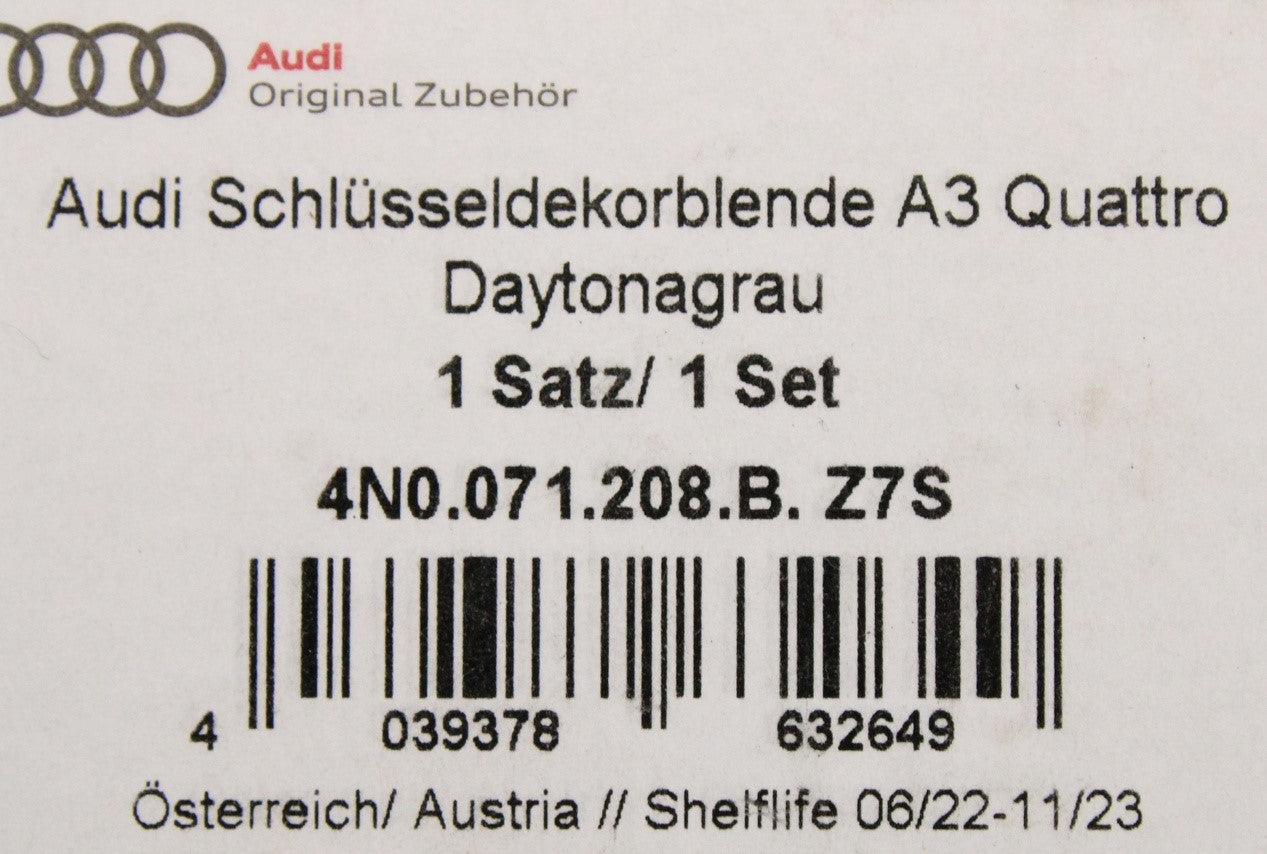 Audi
Original Zubehör
Audi Schlüsseldekorblende A3 Quattro
Daytonagrau
1 Satz/ 1 Set
4N0.071.208.B. Z7S
4 039378 632649
Österreich/ Austria // Shelflife 06/22-11/23